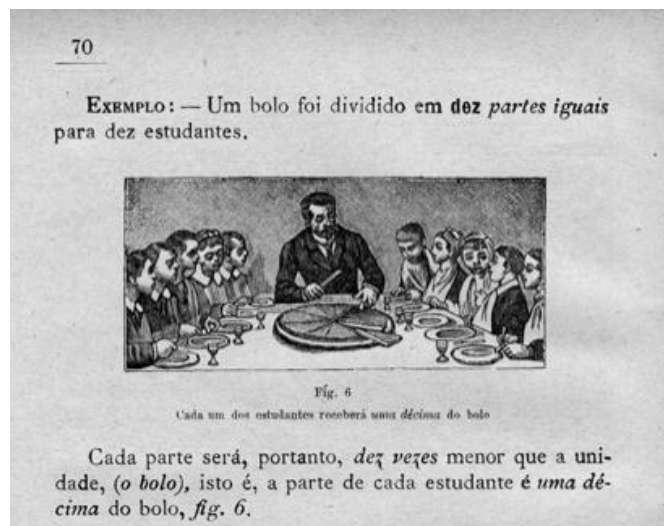 70
EXEMPLO: — Um bolo foi dividido em dez partes iguais
para dez estudantes.
Fig. 6
Cada um dos estudantes receberá uma décima do bolo
Cada parte será, portanto, dez vezes menor que a uni-
dade, (o bolo), isto é, a parte de cada estudante é uma dé-
cima do bolo, fig. 6.